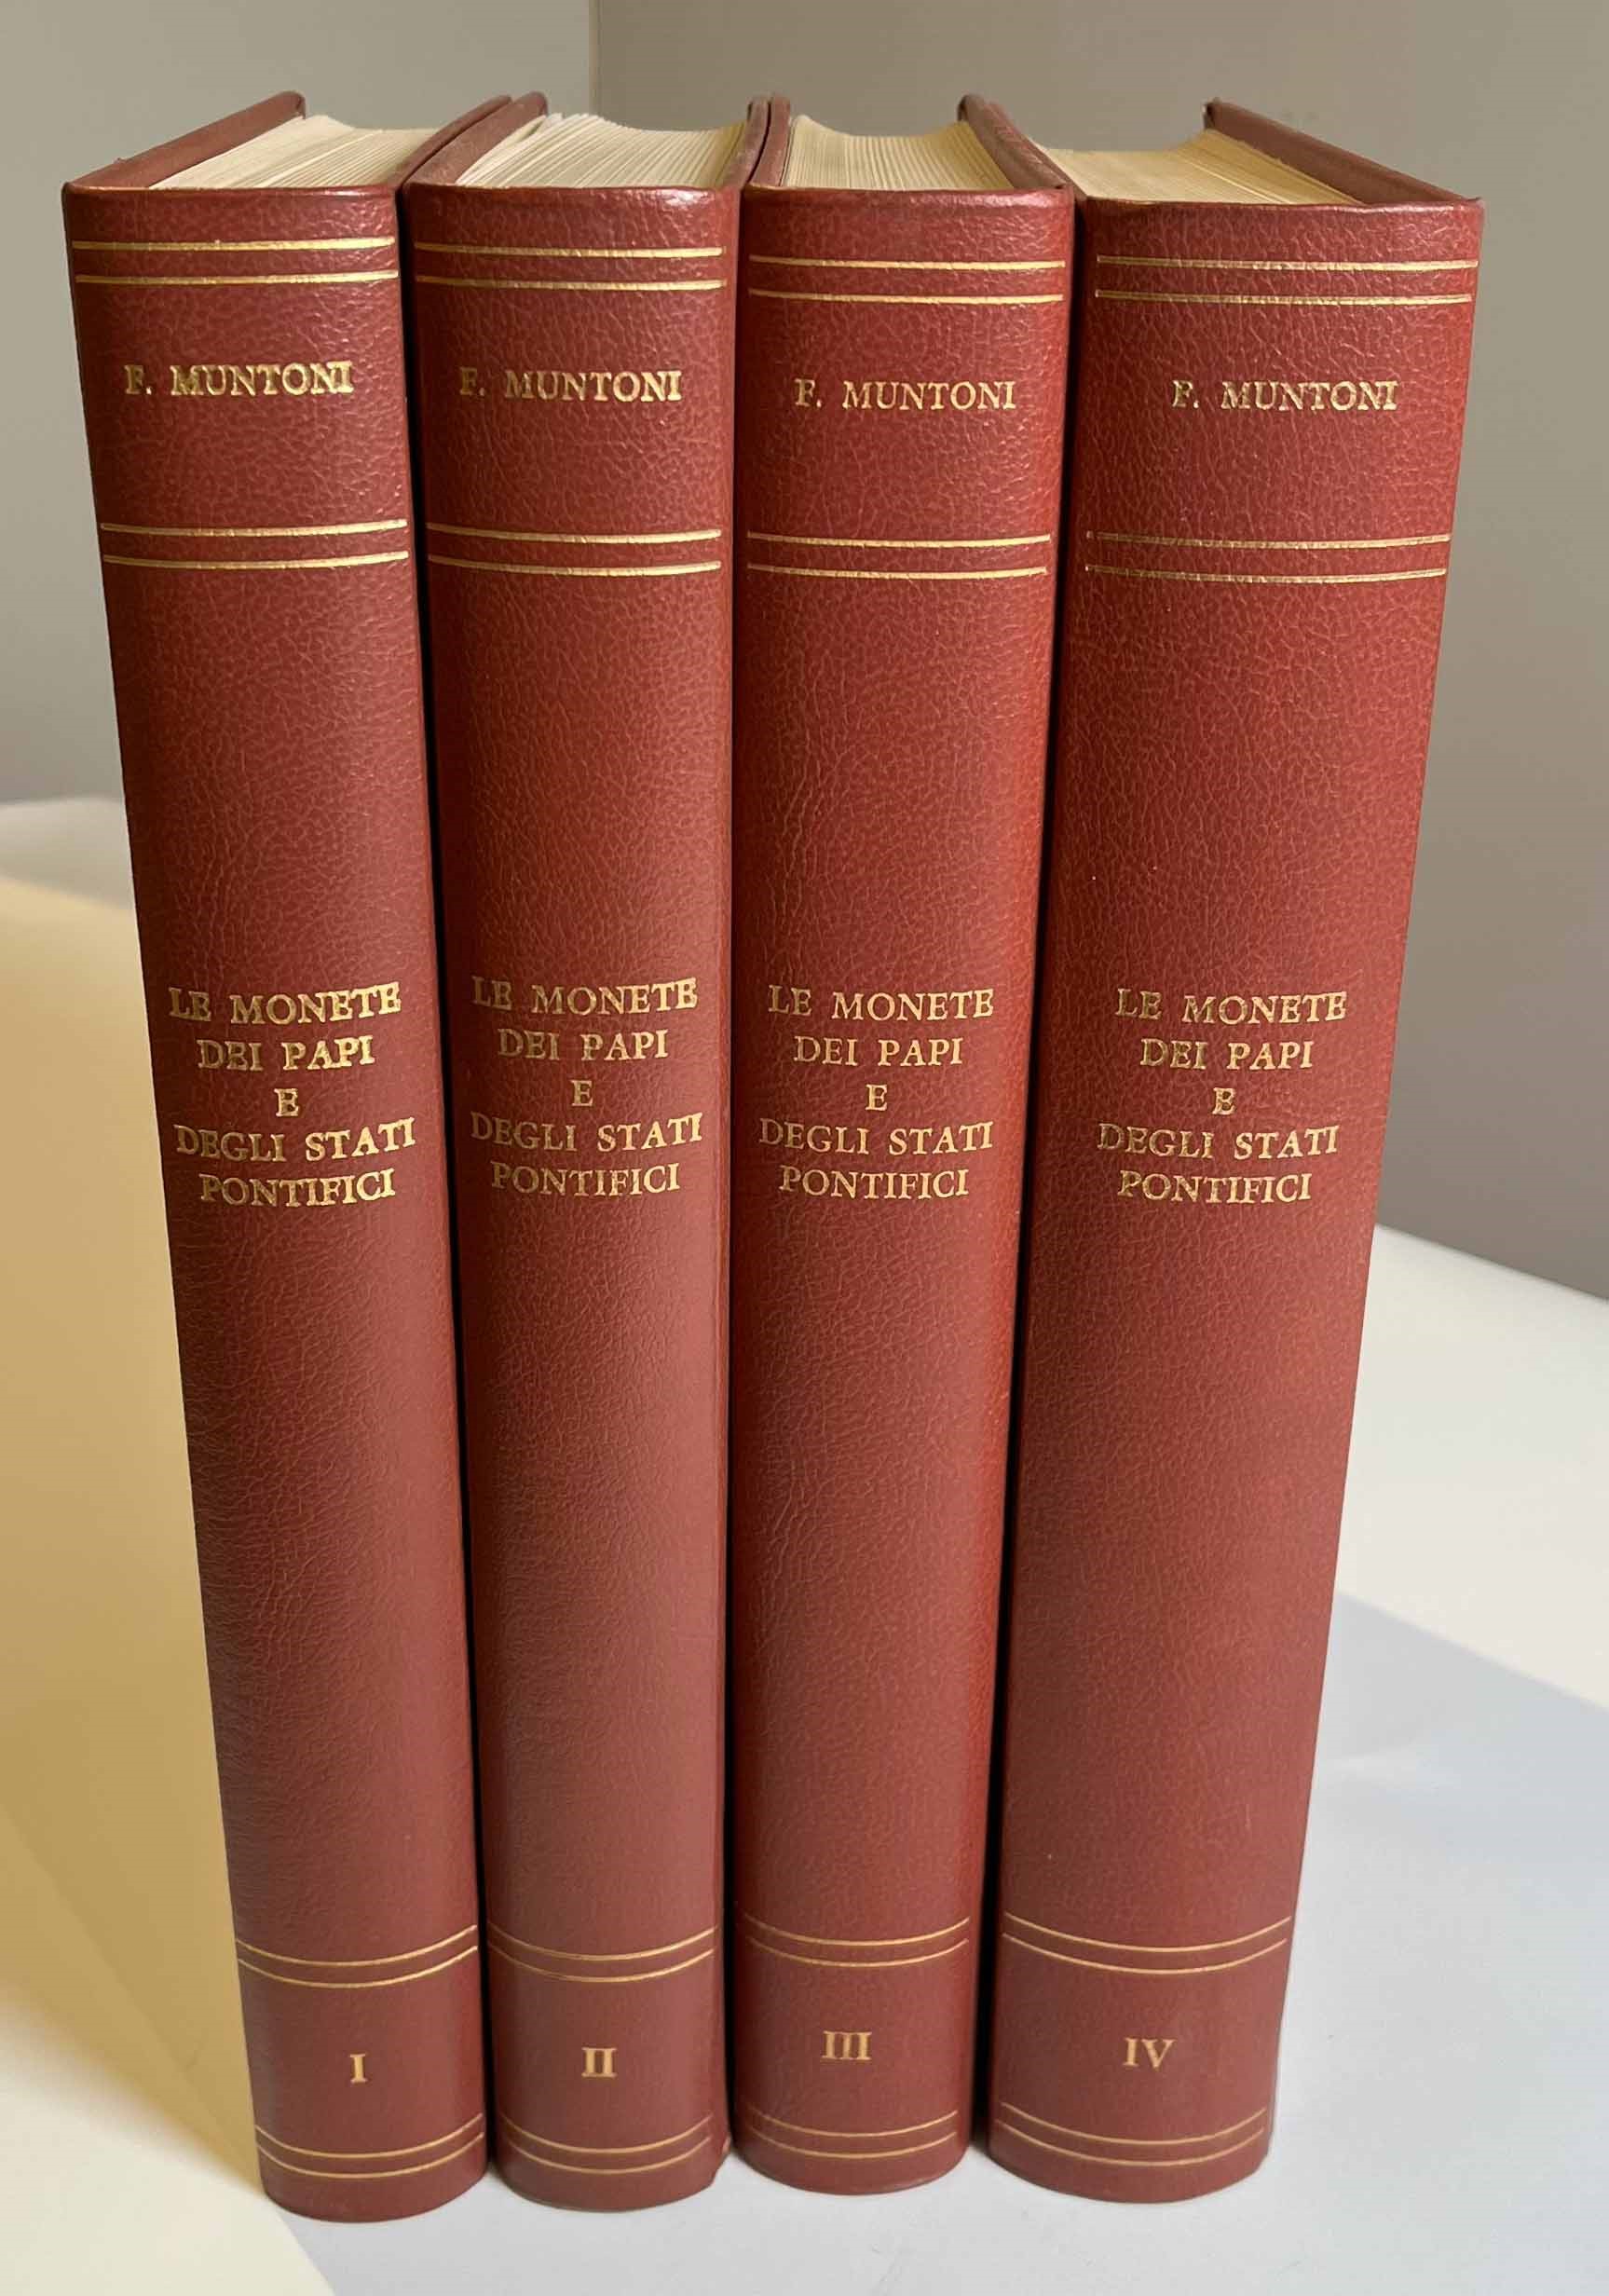 F. MUNTONI
LE MONETE
DEI PAPI
E
DEGLI STATI
PONTIFICI
I
F. MUNTONI
LE MONETE
DEI PAPI
E
DEGLI STATI
PONTIFICI
II
F. MUNTONI
LE MONETE
DEI PAPI
E
DEGLI STATI
PONTIFICI
III
F. MUNTONI
LE MONETE
DEI PAPI
E
DEGLI STATI
PONTIFICI
IV